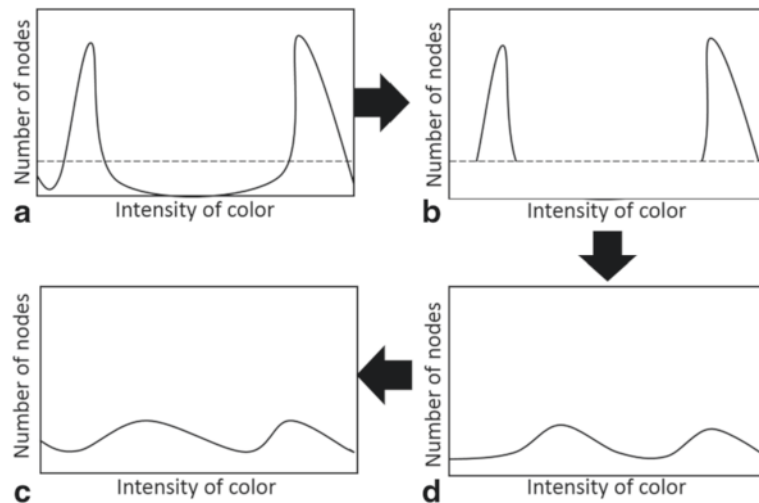 Number of nodes
Intensity of color
a
Number of nodes
Intensity of color
b
Number of nodes
Intensity of color
c
Number of nodes
Intensity of color
d